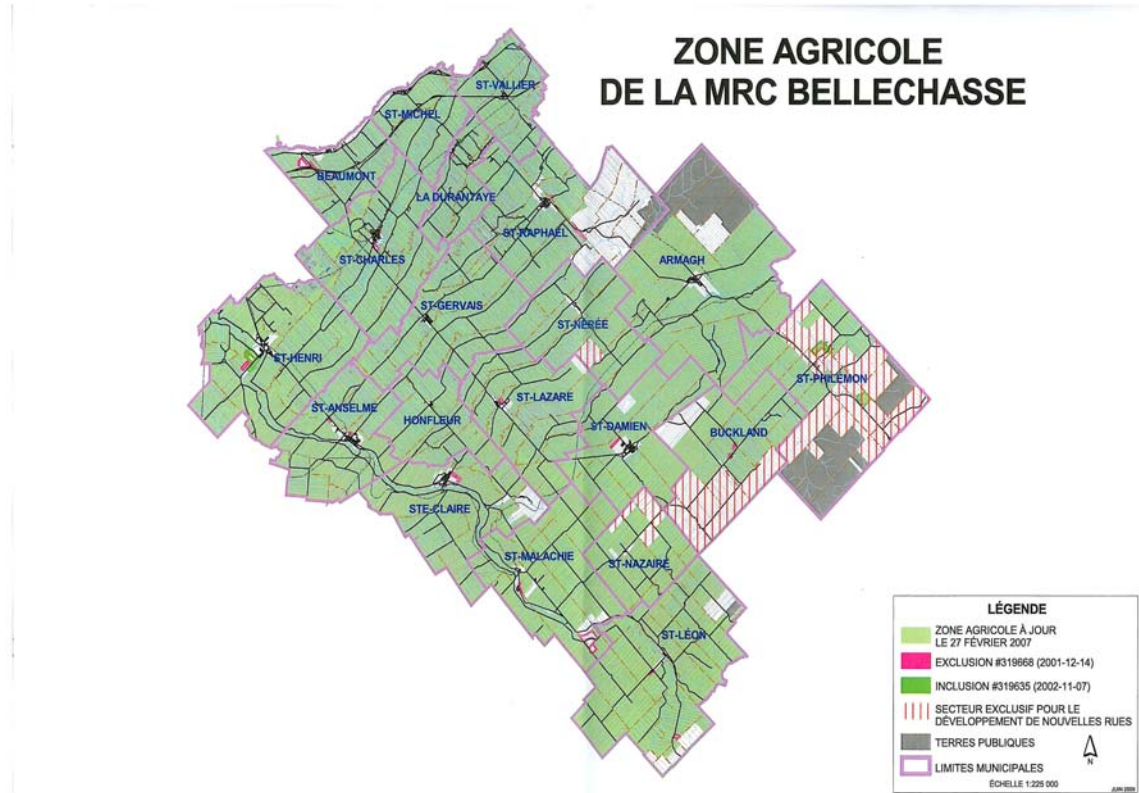 ZONE AGRICOLE
DE LA MRC BELLECHASSE
ST-VALLIER
ST-MICHEL
BEAUMONT
LA DURANTAYE
ST-RAPHAËL
ST-CHARLES
ARMAGH
ST-GERVAIS
ST-NÉRÉE
ST-HENRI
ST-PHILÉMON
ST-LAZARE
ST-ANSELME
HONFLEUR
ST-DAMIEN
BUCKLAND
STE-CLAIRE
ST-MALACHIE
ST-NAZAIRE
ST-LÉON
LÉGENDE
ZONE AGRICOLE À JOUR
LE 27 FÉVRIER 2007
EXCLUSION #319668 (2001-12-14)
INCLUSION #319635 (2002-11-07)
SECTEUR EXCLUSIF POUR LE
DÉVELOPPEMENT DE NOUVELLES RUES
TERRES PUBLIQUES
N
LIMITES MUNICIPALES
ÉCHELLE 1:225 000